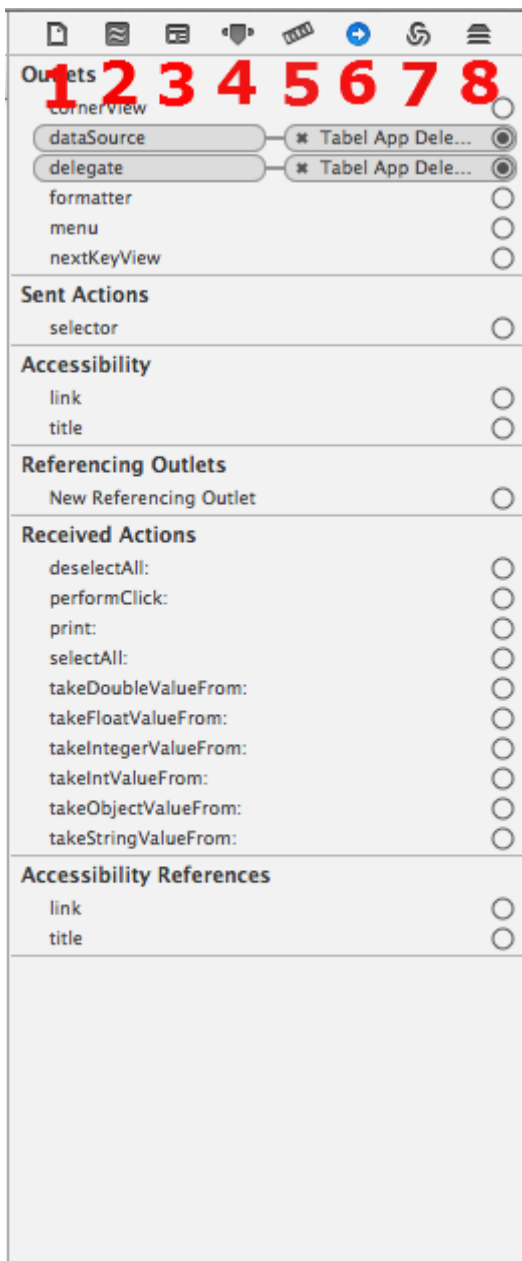 1 2 3 4 5 6 7 8
Outlets
cornerView
dataSource
✖ Tabel App Dele...
delegate
✖ Tabel App Dele...
formatter
menu
nextKeyView
Sent Actions
selector
Accessibility
link
title
Referencing Outlets
New Referencing Outlet
Received Actions
deselectAll:
performClick:
print:
selectAll:
takeDoubleValueFrom:
takeFloatValueFrom:
takeIntegerValueFrom:
takeIntValueFrom:
takeObjectValueFrom:
takeStringValueFrom:
Accessibility References
link
title